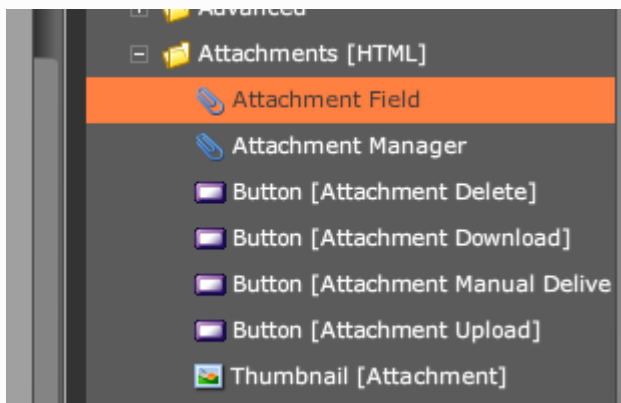 Advanced
Attachments [HTML]
Attachment Field
Attachment Manager
Button [Attachment Delete]
Button [Attachment Download]
Button [Attachment Manual Delive
Button [Attachment Upload]
Thumbnail [Attachment]